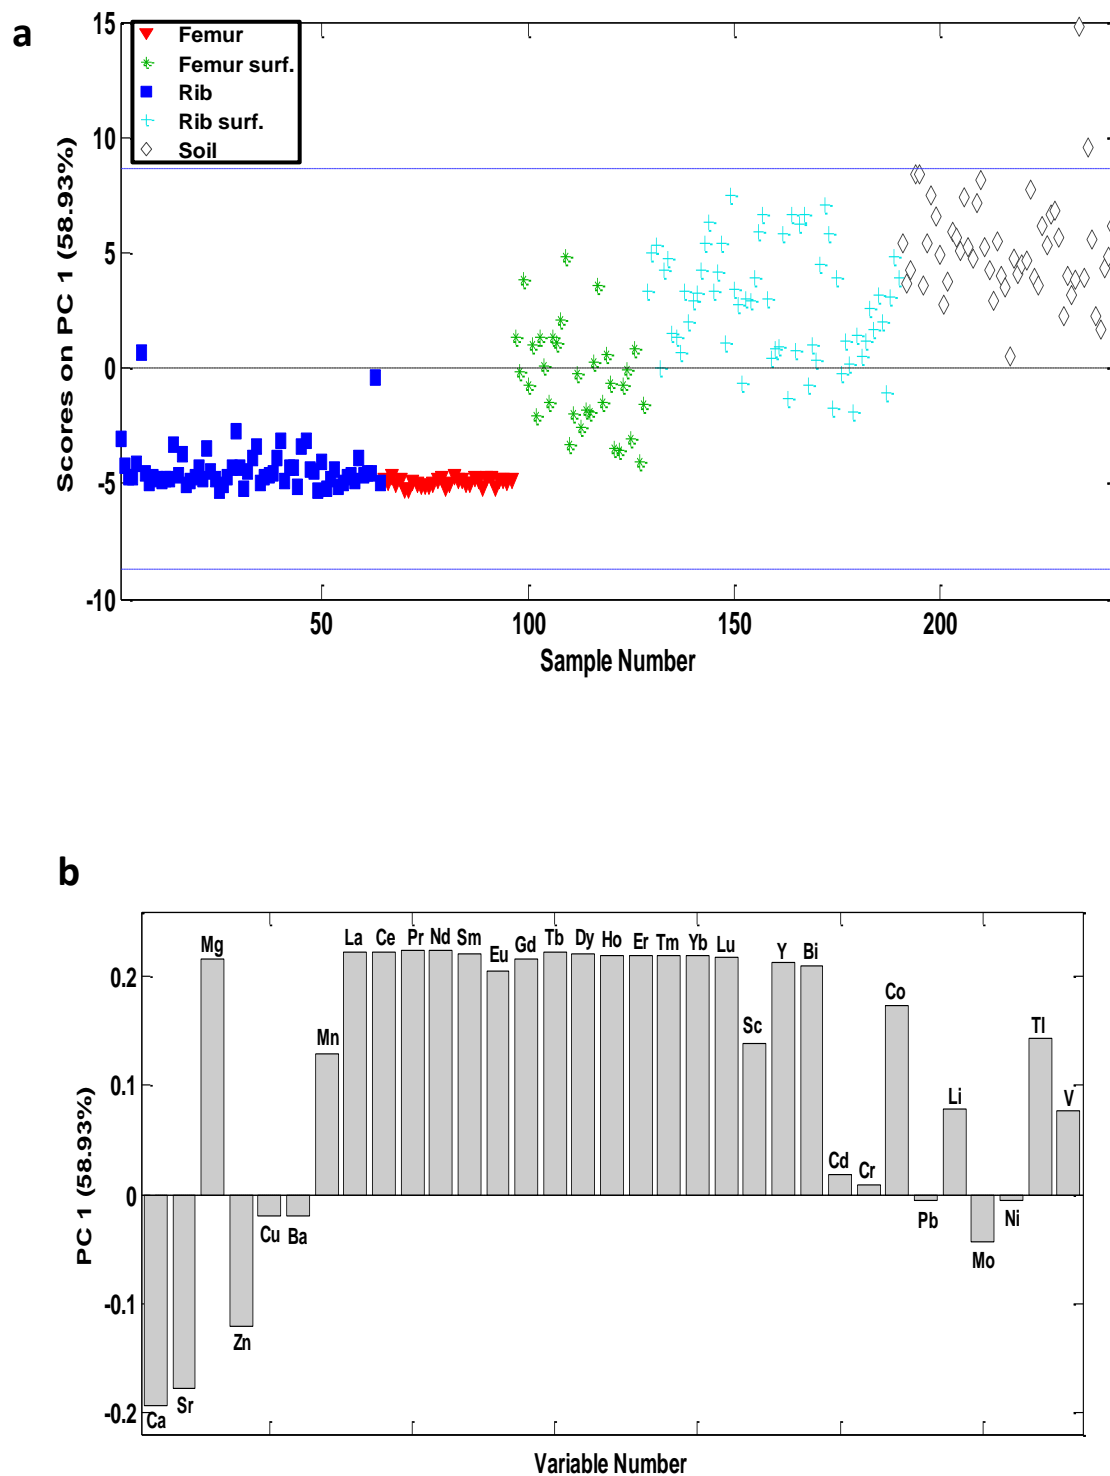 a
Scores on PC 1 (58.93%)
15
10
5
0
-5
-10
Femur
Femur surf.
Rib
Rib surf.
Soil
50
100
150
200
Sample Number
b
PC 1 (58.93%)
0.2
0.1
0
-0.1
-0.2
Ca
Sr
Mg
Zn
Cu
Ba
Mn
La
Ce
Pr
Nd
Sm
Eu
Gd
Tb
Dy
Ho
Er
Tm
Yb
Lu
Sc
Y
Bi
Cd
Cr
Co
Pb
Li
Mo
Ni
Tl
V
Variable Number